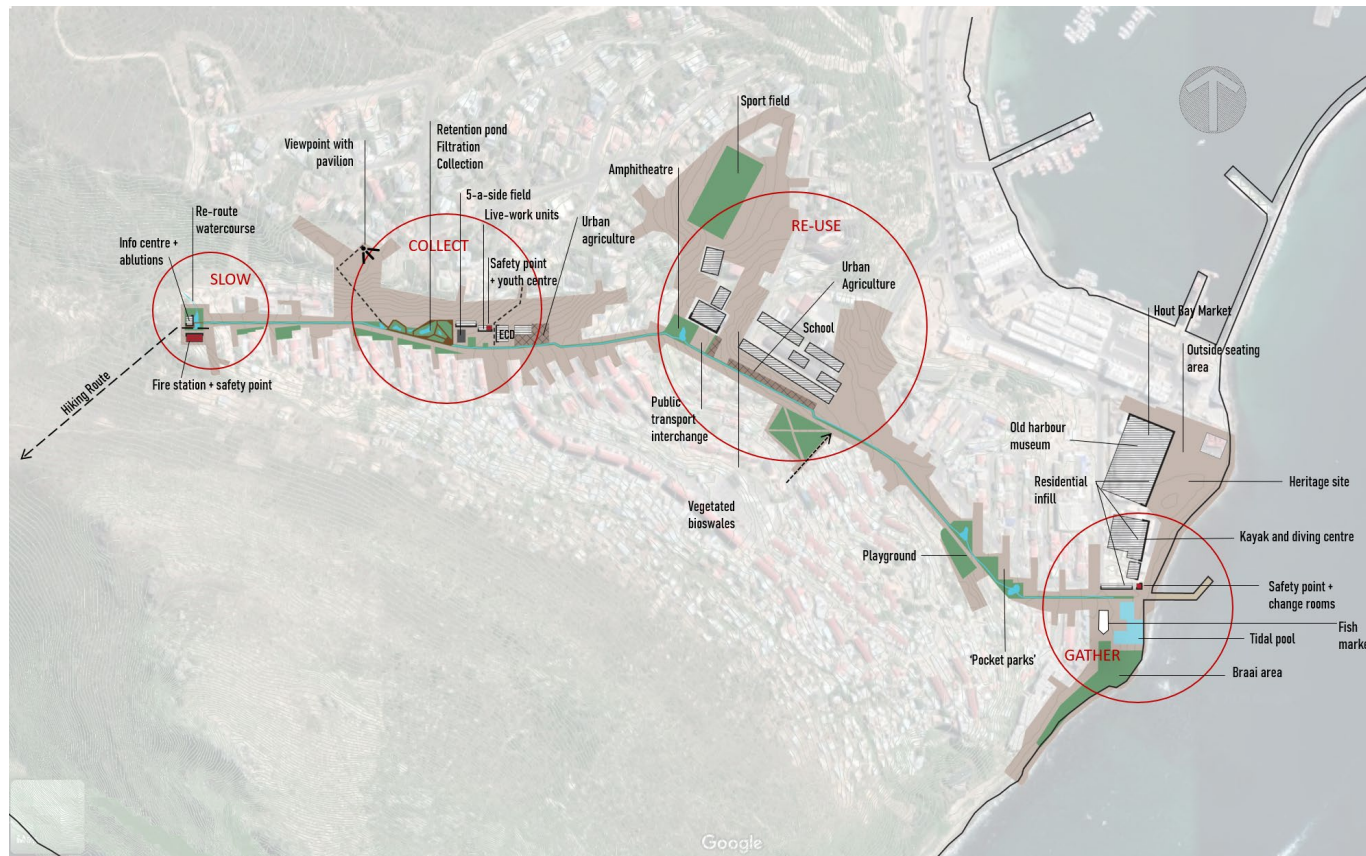 Sport field
Retention pond
Filtration
Collection
Viewpoint with
pavilion
Amphitheatre
5-a-side field
Live-work units
Re-route
watercourse
Urban
agriculture
RE-USE
Info centre +
ablutions
COLLECT
SLOW
Safety point
+ youth centre
Urban
Agriculture
School
ECD
Hout Bay Market
Outside seating
area
Fire station + safety point
Hiking Route
Public
transport
interchange
Old harbour
museum
Residential
infill
Heritage site
Vegetated
bioswales
Kayak and diving centre
Playground
Safety point +
change rooms
Fish
marke
Tidal pool
'Pocket parks'
GATHER
Braai area
Google